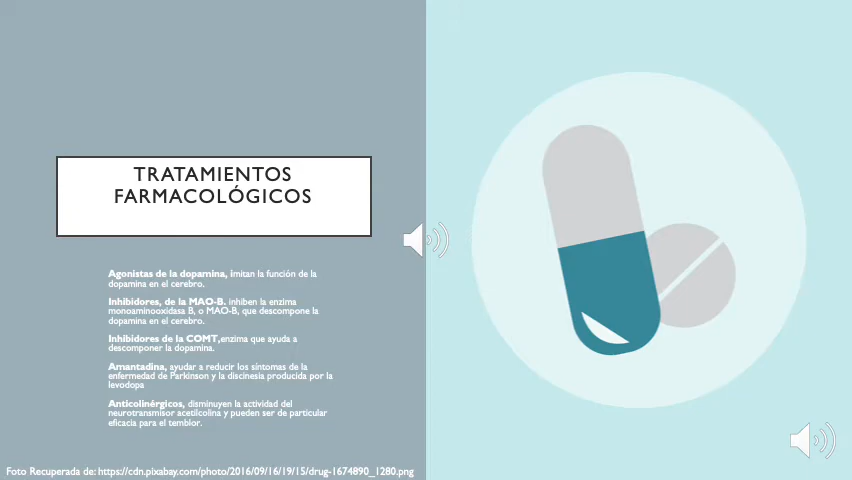 TRATAMIENTOS
FARMACOLÓGICOS
Agonistas de la dopamina, imitan la función de la
dopamina en el cerebro.
Inhibidores, de la MAO-B. inhiben la enzima
monoaminooxidasa B, o MAO-B, que descompone la
dopamina en el cerebro.
Inhibidores de la COMT,enzima que ayuda a
descomponer la dopamina.
Amantadina, ayudar a reducir los síntomas de la
enfermedad de Parkinson y la discinesia producida por la
levodopa
Anticolinérgicos, disminuyen la actividad del
neurotransmisor acetilcolina y pueden ser de particular
eficacia para el temblor.
Foto Recuperada de: https://cdn.pixabay.com/photo/2016/09/16/19/15/drug-1674890_1280.png